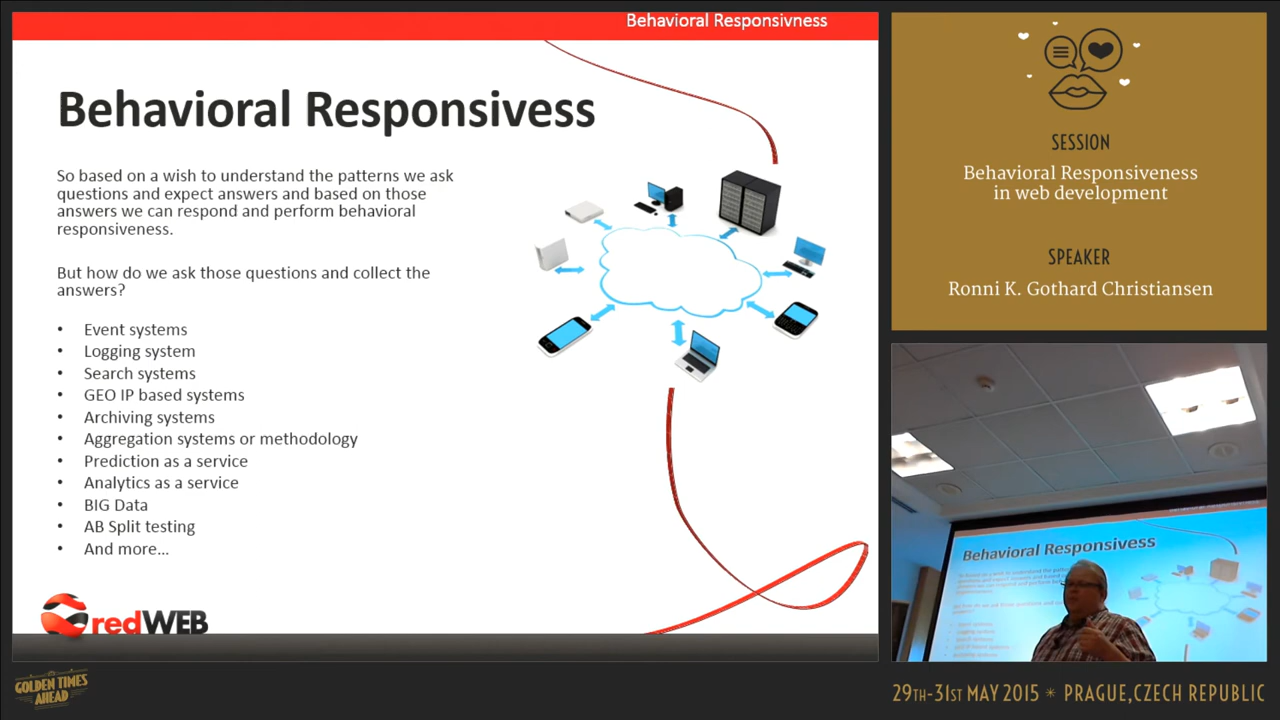 Behavioral Responsivness
Behavioral Responsivess
So based on a wish to understand the patterns we ask
questions and expect answers and based on those
answers we can respond and perform behavioral
responsiveness.
But how do we ask those questions and collect the
answers?
• Event systems
• Logging system
• Search systems
• GEO IP based systems
• Archiving systems
• Aggregation systems or methodology
• Prediction as a service
• Analytics as a service
• BIG Data
• AB Split testing
• And more...
redWEB
GOLDEN TIMES
AHEAD
SESSION
Behavioral Responsiveness
in web development
SPEAKER
Ronni K. Gothard Christiansen
Behavioral Responsivess
29TH-31ST MAY 2015 * PRAGUE, CZECH REPUBLIC